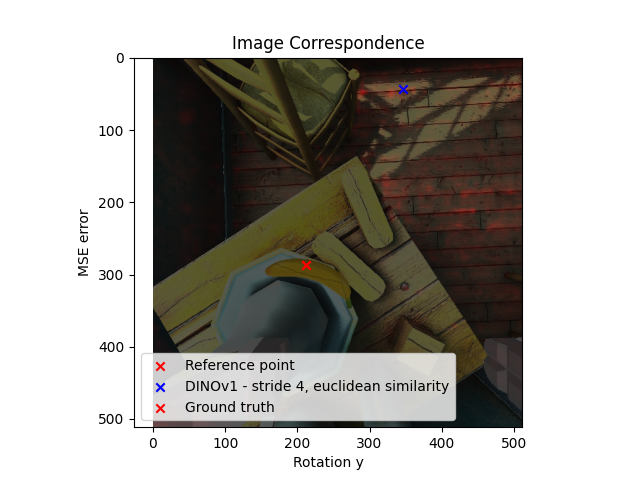 Image Correspondence
0
100
200
300
400
500
MSE error
Reference point
DINOv1 - stride 4, euclidean similarity
Ground truth
0 100 200 300 400 500
Rotation y